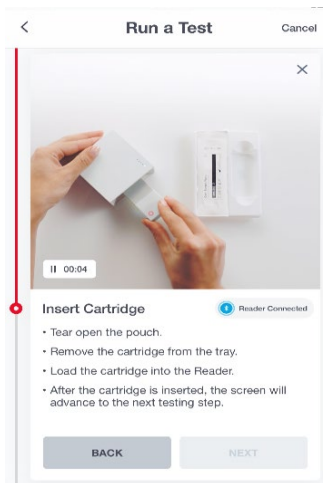 Run a Test
Cancel
00:04
Insert Cartridge
Reader Connected
• Tear open the pouch.
• Remove the cartridge from the tray.
• Load the cartridge into the Reader.
• After the cartridge is inserted, the screen will
advance to the next testing step.
BACK
NEXT